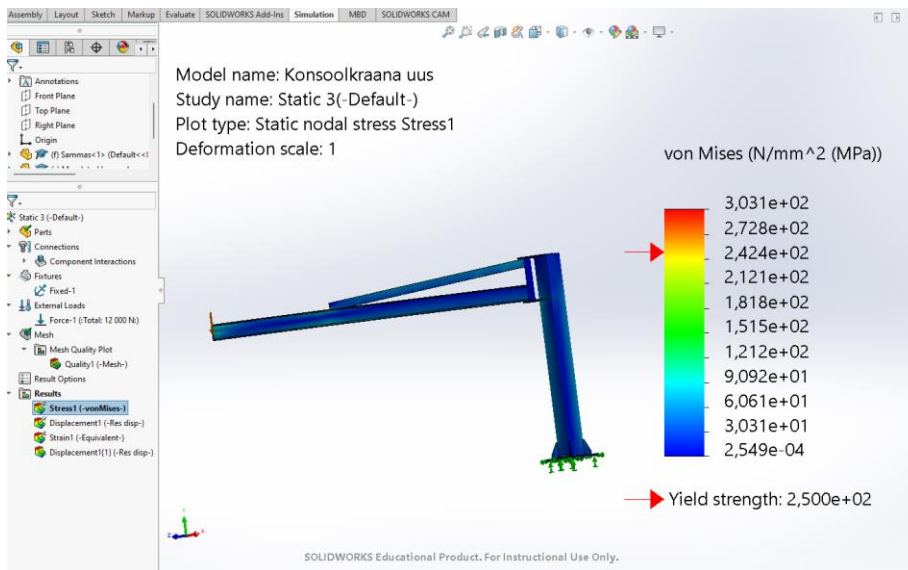 Assembly Layout Sketch Markup Evaluate SOLIDWORKS Add-Ins Simulation MBD SOLIDWORKS CAM
Annotations
Front Plane
Top Plane
Right Plane
Origin
(f) Sammas<1> (Default<<
Static 3 (-Default-)
Parts
Connections
Component Interactions
Fixtures
Fixed-1
External Loads
Force-1 (:Total: 12 000 N:)
Mesh
Mesh Quality Plot
Quality1 (-Mesh-)
Result Options
Results
Stress1 (-vonMises-)
Displacement1 (-Res disp-)
Strain1 (-Equivalent-)
Displacement1(1) (-Res disp-)
Model name: Konsoolkraana uus
Study name: Static 3(-Default-)
Plot type: Static nodal stress Stress1
Deformation scale: 1
von Mises (N/mm^2 (MPa))
3,031e+02
2,728e+02
2,424e+02
2,121e+02
1,818e+02
1,515e+02
1,212e+02
9,092e+01
6,061e+01
3,031e+01
2,549e-04
Yield strength: 2,500e+02
SOLIDWORKS Educational Product. For Instructional Use Only.